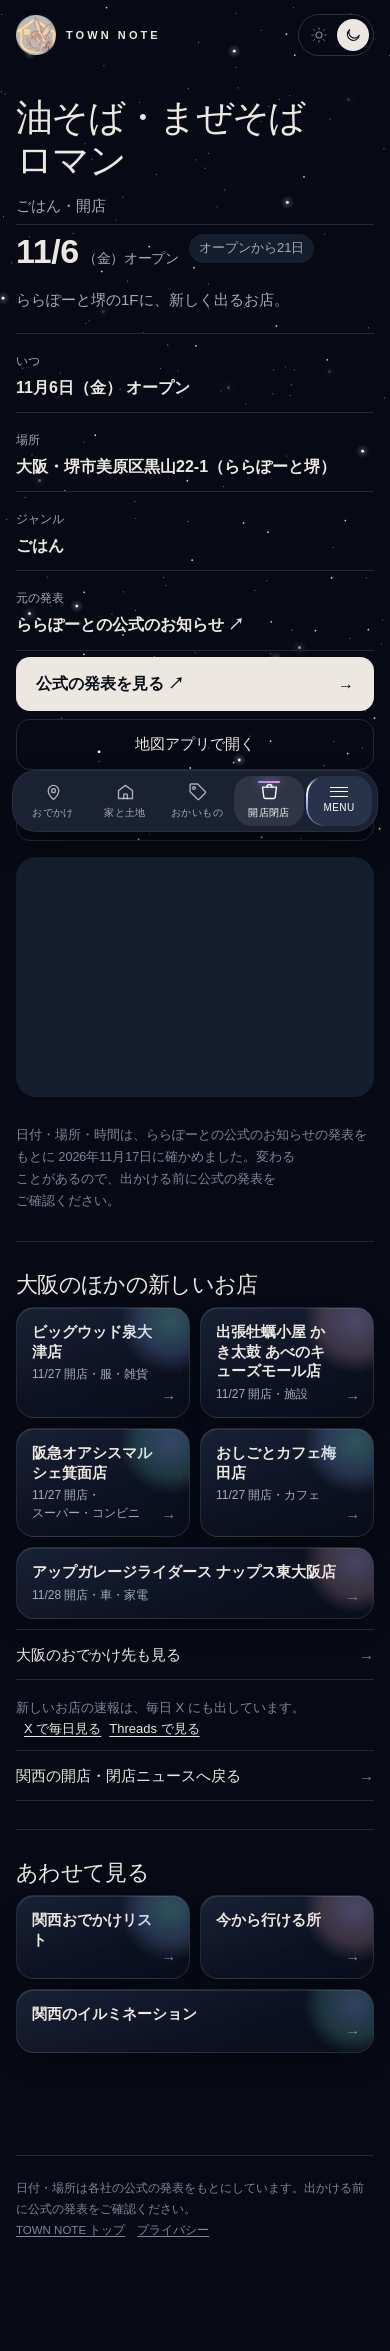 TOWN NOTE
油そば・まぜそば
ロマン
ごはん・開店
11/6 （金）オープン オープンから21日
ららぽーと堺の1Fに、新しく出るお店。
いつ
11月6日（金） オープン
場所
大阪・堺市美原区黒山22-1（ららぽーと堺）
ジャンル
ごはん
元の発表
ららぽーとの公式のお知らせ ↗
公式の発表を見る ↗ →
地図アプリで開く
おでかけ 家と土地 おかいもの 開店閉店 MENU
日付・場所・時間は、ららぽーとの公式のお知らせの発表を
もとに 2026年11月17日に確かめました。変わる
ことがあるので、出かける前に公式の発表を
ご確認ください。
大阪のほかの新しいお店
ビッグウッド泉大
津店
11/27 開店・服・雑貨
→
出張牡蠣小屋 か
き太鼓 あべのキ
ューズモール店
11/27 開店・施設
→
阪急オアシスマル
シェ箕面店
11/27 開店・
スーパー・コンビニ
→
おしごとカフェ梅
田店
11/27 開店・カフェ
→
アップガレージライダース ナップス東大阪店
11/28 開店・車・家電
→
大阪のおでかけ先も見る →
新しいお店の速報は、毎日 X にも出しています。
X で毎日見る Threads で見る
関西の開店・閉店ニュースへ戻る →
あわせて見る
関西おでかけリス
ト
→
今から行ける所
→
関西のイルミネーション
→
日付・場所は各社の公式の発表をもとにしています。出かける前
に公式の発表をご確認ください。
TOWN NOTE トップ プライバシー